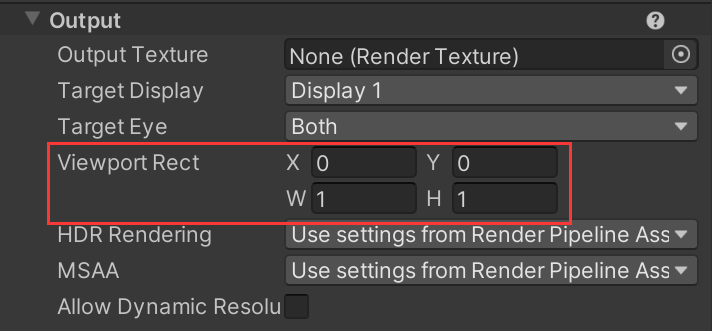 Output
Output Texture None (Render Texture)
Target Display Display 1
Target Eye Both
Viewport Rect X 0 Y 0
W 1 H 1
HDR Rendering Use settings from Render Pipeline Ass
MSAA Use settings from Render Pipeline Ass
Allow Dynamic Resolu